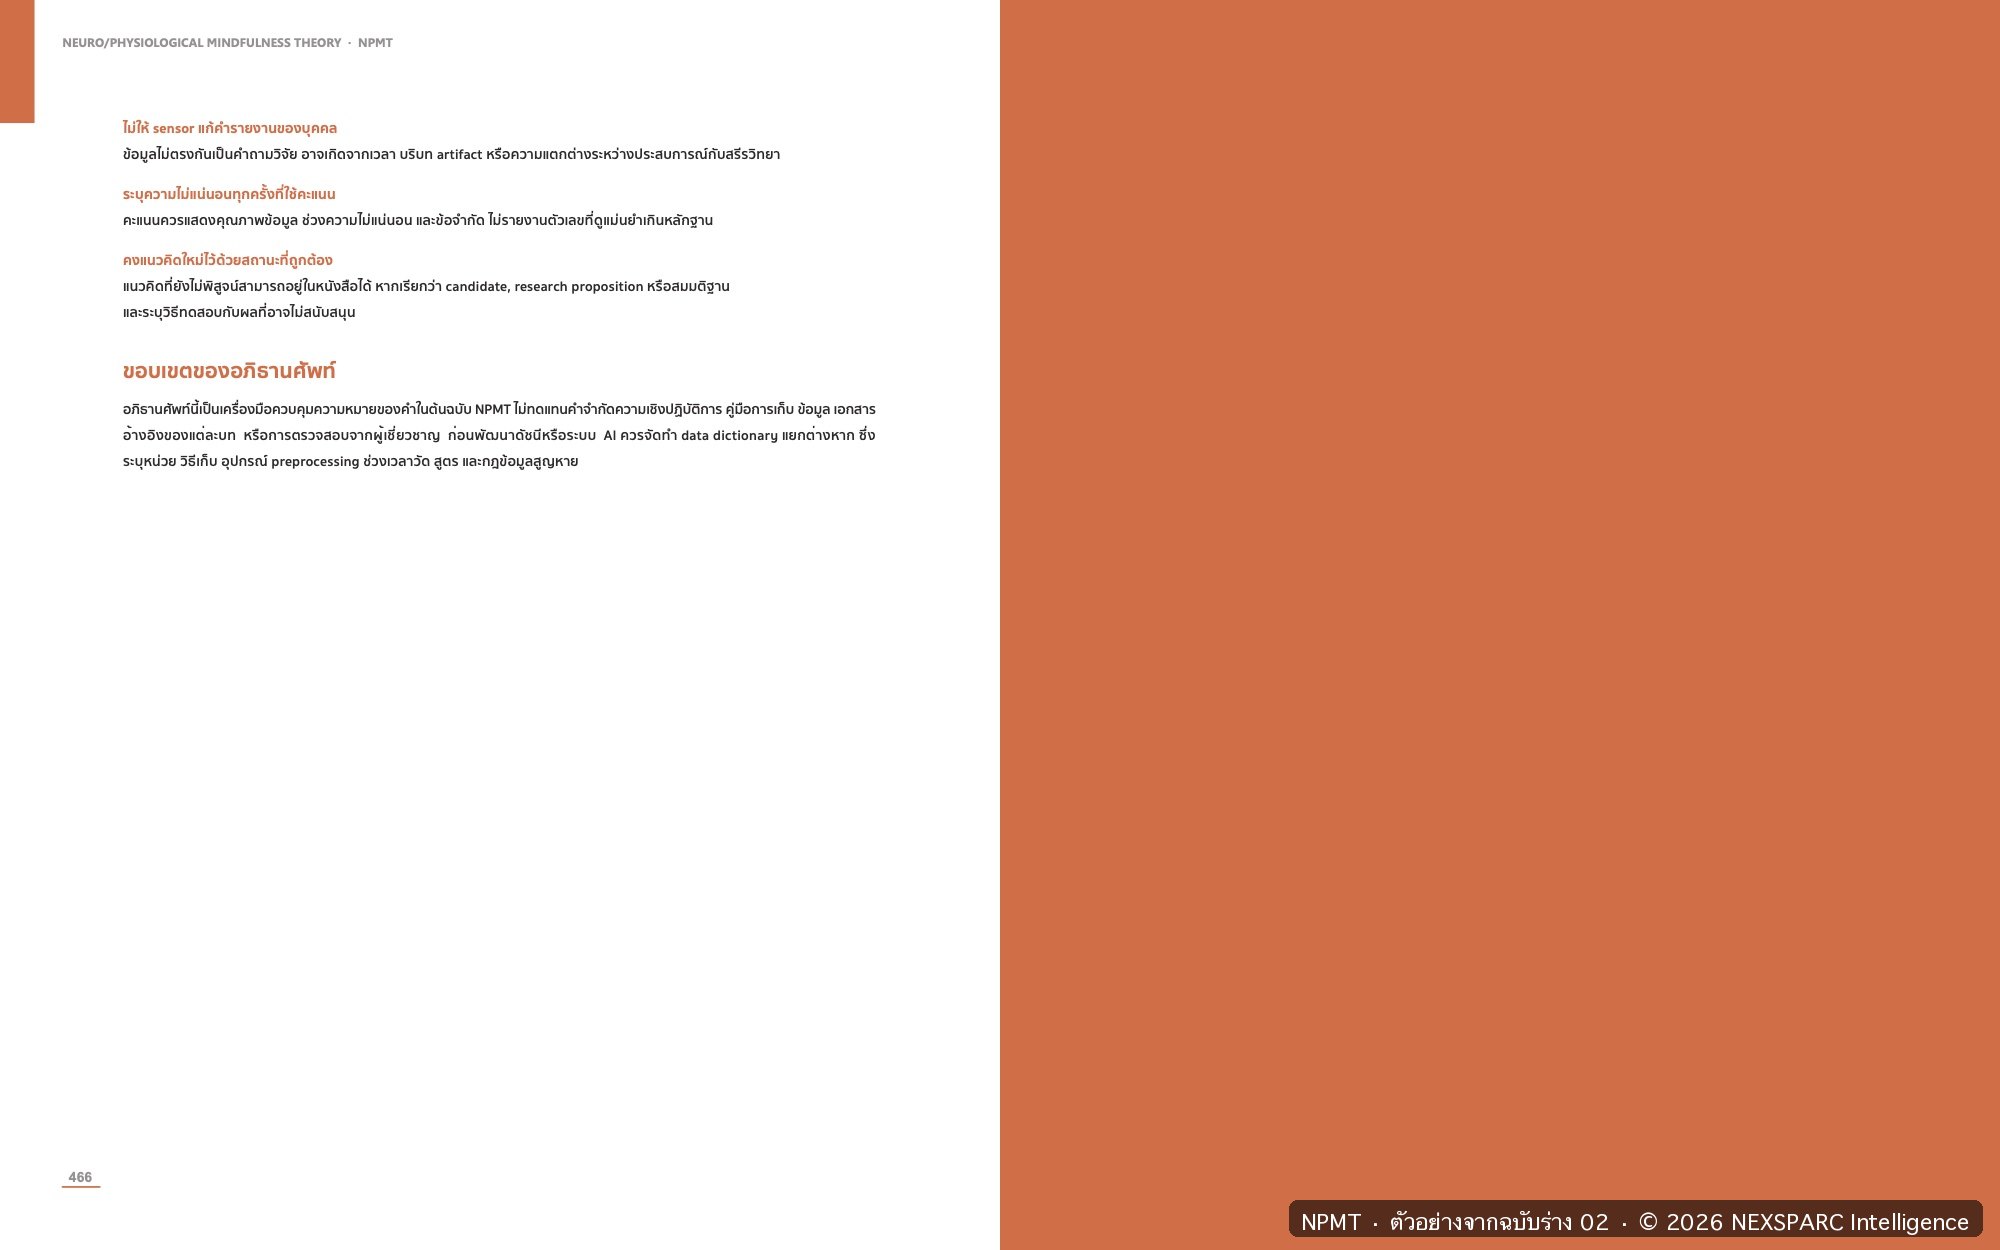 NEURO/PHYSIOLOGICAL MINDFULNESS THEORY · NPMT
ไม่ให้ sensor แก้คำรายงานของบุคคล
ข้อมูลไม่ตรงกันเป็นคำถามวิจัย อาจเกิดจากเวลา บริบท artifact หรือความแตกต่างระหว่างประสบการณ์กับสรีรวิทยา
ระบุความไม่แน่นอนทุกครั้งที่ใช้คะแนน
คะแนนควรแสดงคุณภาพข้อมูล ช่วงความไม่แน่นอน และข้อจำกัด ไม่รายงานตัวเลขที่ดูแม่นยำเกินหลักฐาน
คงแนวคิดใหม่ไว้ด้วยสถานะที่ถูกต้อง
แนวคิดที่ยังไม่พิสูจน์สามารถอยู่ในหนังสือได้ หากเรียกว่า candidate, research proposition หรือสมมติฐาน
และระบุวิธีทดสอบกับผลที่อาจไม่สนับสนุน
ขอบเขตของอภิธานศัพท์
อภิธานศัพท์นี้เป็นเครื่องมือควบคุมความหมายของคำในต้นฉบับ NPMT ไม่ทดแทนคำจำกัดความเชิงปฏิบัติการ คู่มือการเก็บ ข้อมูล เอกสาร
อ้างอิงของแต่ละบท หรือการตรวจสอบจากผู้เชี่ยวชาญ ก่อนพัฒนาดัชนีหรือระบบ AI ควรจัดทำ data dictionary แยกต่างหาก ซึ่ง
ระบุหน่วย วิธีเก็บ อุปกรณ์ preprocessing ช่วงเวลาวัด สูตร และกฎข้อมูลสูญหาย
466
NPMT · ตัวอย่างจากฉบับร่าง 02 · © 2026 NEXSPARC Intelligence